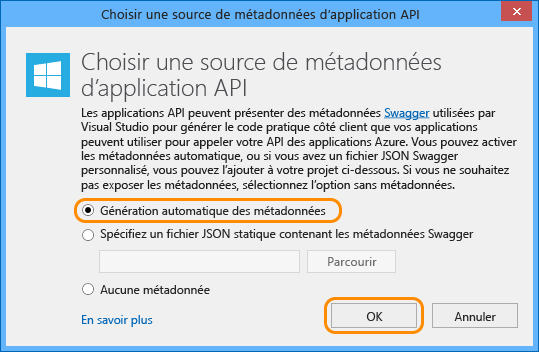 Choisir une source de métadonnées d'application API
Choisir une source de métadonnées
d'application API
Les applications API peuvent présenter des métadonnées Swagger utilisées par
Visual Studio pour générer le code pratique côté client que vos applications
peuvent utiliser pour appeler votre API des applications Azure. Vous pouvez activer
les métadonnées automatique, ou si vous avez un fichier JSON Swagger
personnalisé, vous pouvez l'ajouter à votre projet ci-dessous. Si vous ne souhaitez
pas exposer les métadonnées, sélectionnez l'option sans métadonnées.
Génération automatique des métadonnées
Spécifiez un fichier JSON statique contenant les métadonnées Swagger
Parcourir
Aucune métadonnée
En savoir plus
OK
Annuler